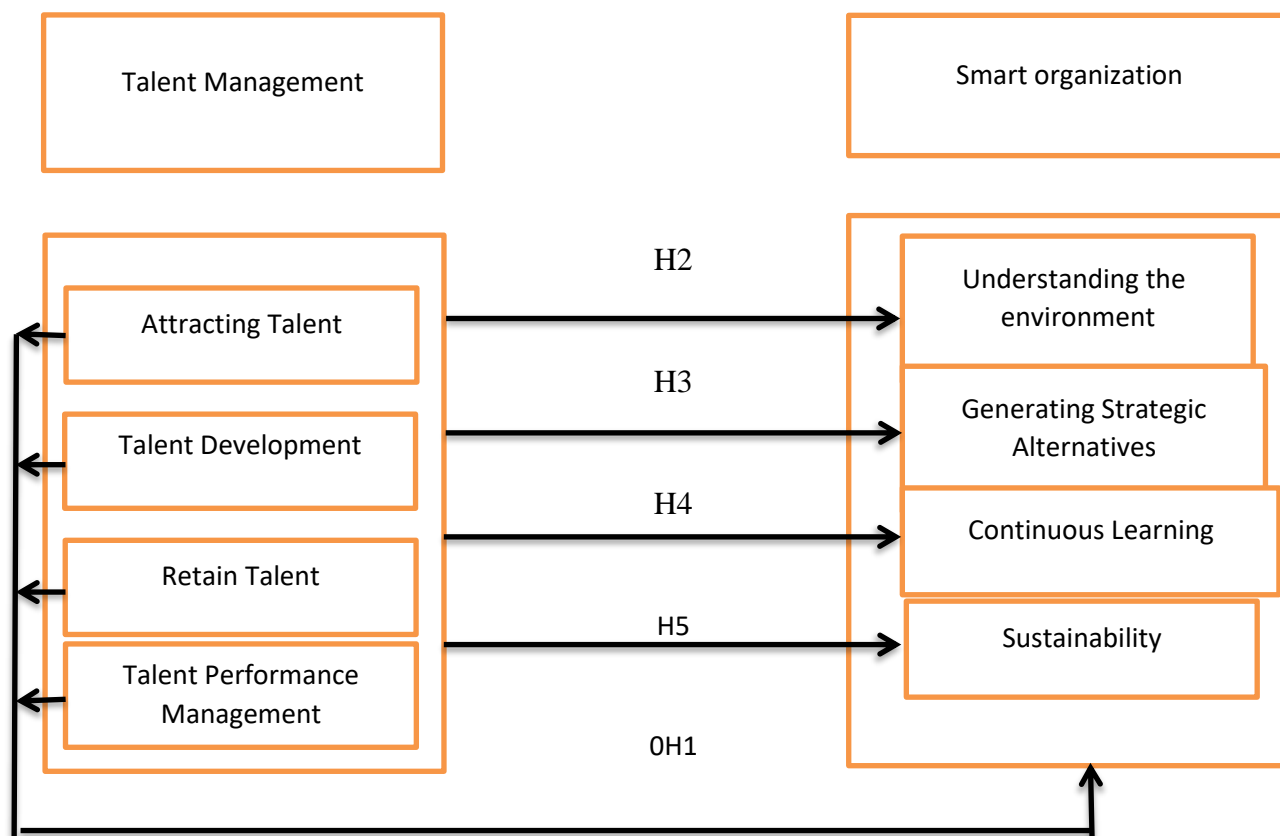 Talent Management
Smart organization
H2
Understanding the
environment
Attracting Talent
H3
Generating Strategic
Alternatives
Talent Development
H4
Continuous Learning
Retain Talent
H5
Sustainability
Talent Performance
Management
0H1